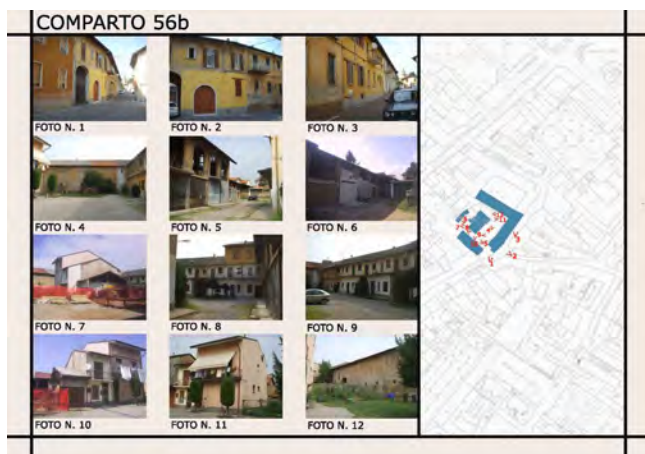 COMPARTO 56b
FOTO N. 1
FOTO N. 2
FOTO N. 3
FOTO N. 4
FOTO N. 5
FOTO N. 6
FOTO N. 7
FOTO N. 8
FOTO N. 9
FOTO N. 10
FOTO N. 11
FOTO N. 12